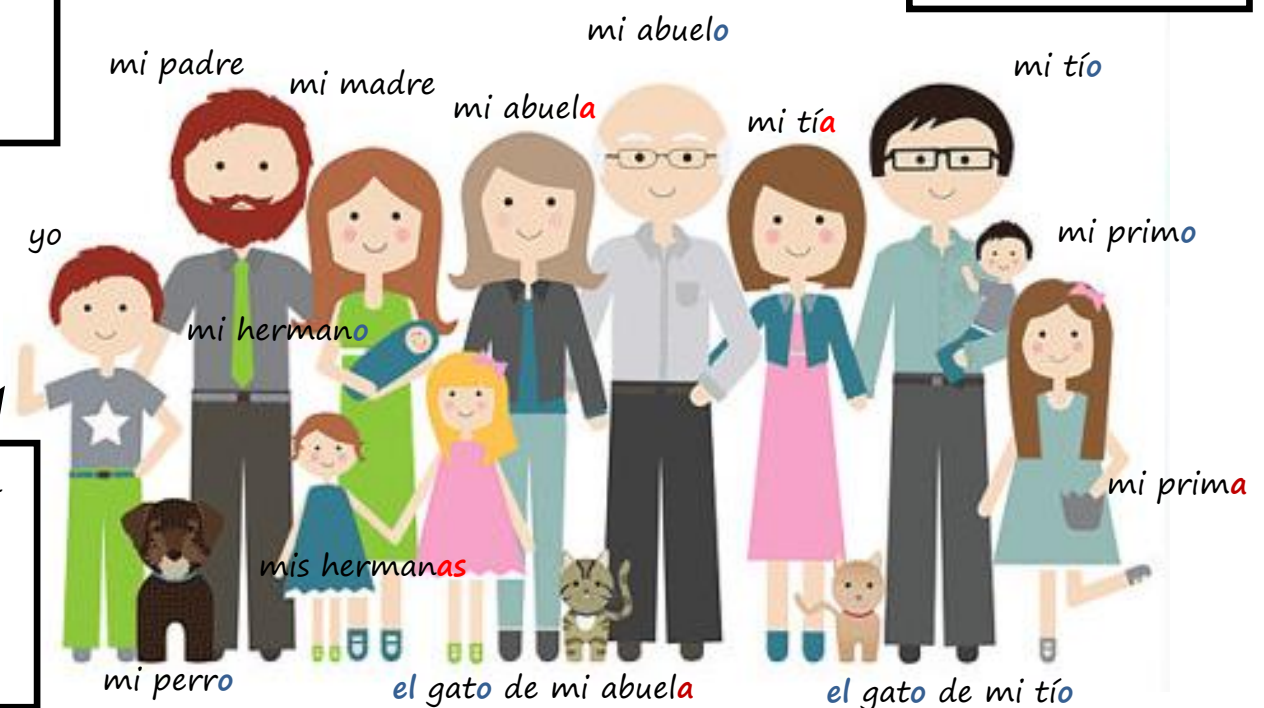 mi abuelo
mi padre
mi madre
mi tío
mi abuela
mi tía
yo
mi primo
mi hermano
mi prima
mis hermanas
mi perro
el gato de mi abuela
el gato de mi tío